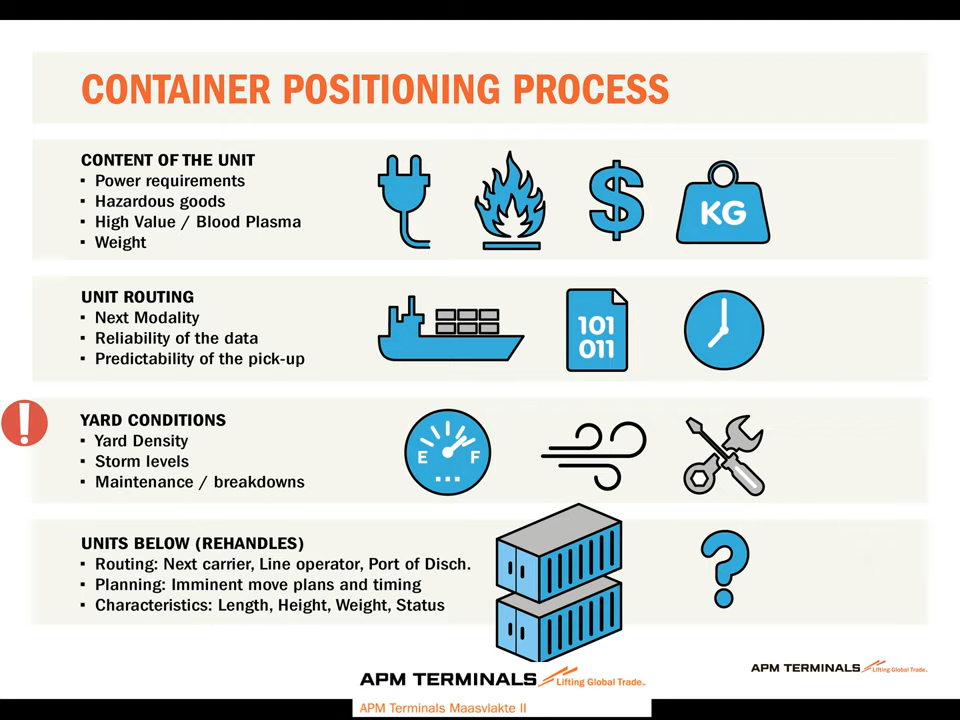 CONTAINER POSITIONING PROCESS
CONTENT OF THE UNIT
▪ Power requirements
▪ Hazardous goods
▪ High Value / Blood Plasma
▪ Weight
KG
UNIT ROUTING
▪ Next Modality
▪ Reliability of the data
▪ Predictability of the pick-up
101
011
!
YARD CONDITIONS
▪ Yard Density
▪ Storm levels
▪ Maintenance / breakdowns
E F
...
UNITS BELOW (REHANDLES)
▪ Routing: Next carrier, Line operator, Port of Disch.
▪ Planning: Imminent move plans and timing
▪ Characteristics: Length, Height, Weight, Status
?
APM TERMINALS Lifting Global Trade.
APM TERMINALS Lifting Global Trade.
APM Terminals Maasvlakte II